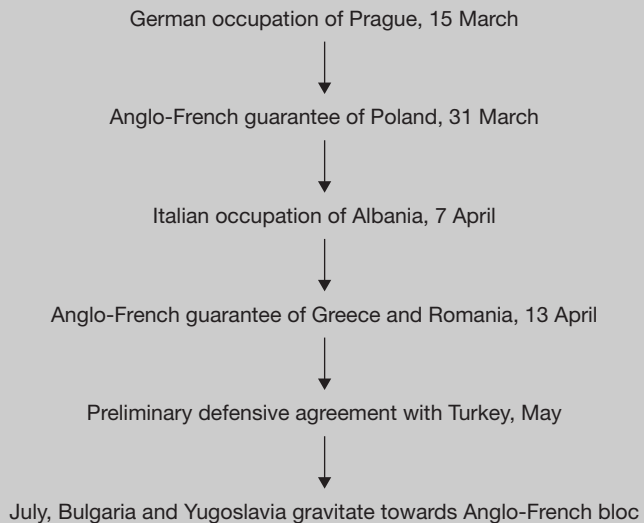 German occupation of Prague, 15 March
Anglo-French guarantee of Poland, 31 March
Italian occupation of Albania, 7 April
Anglo-French guarantee of Greece and Romania, 13 April
Preliminary defensive agreement with Turkey, May
July, Bulgaria and Yugoslavia gravitate towards Anglo-French bloc